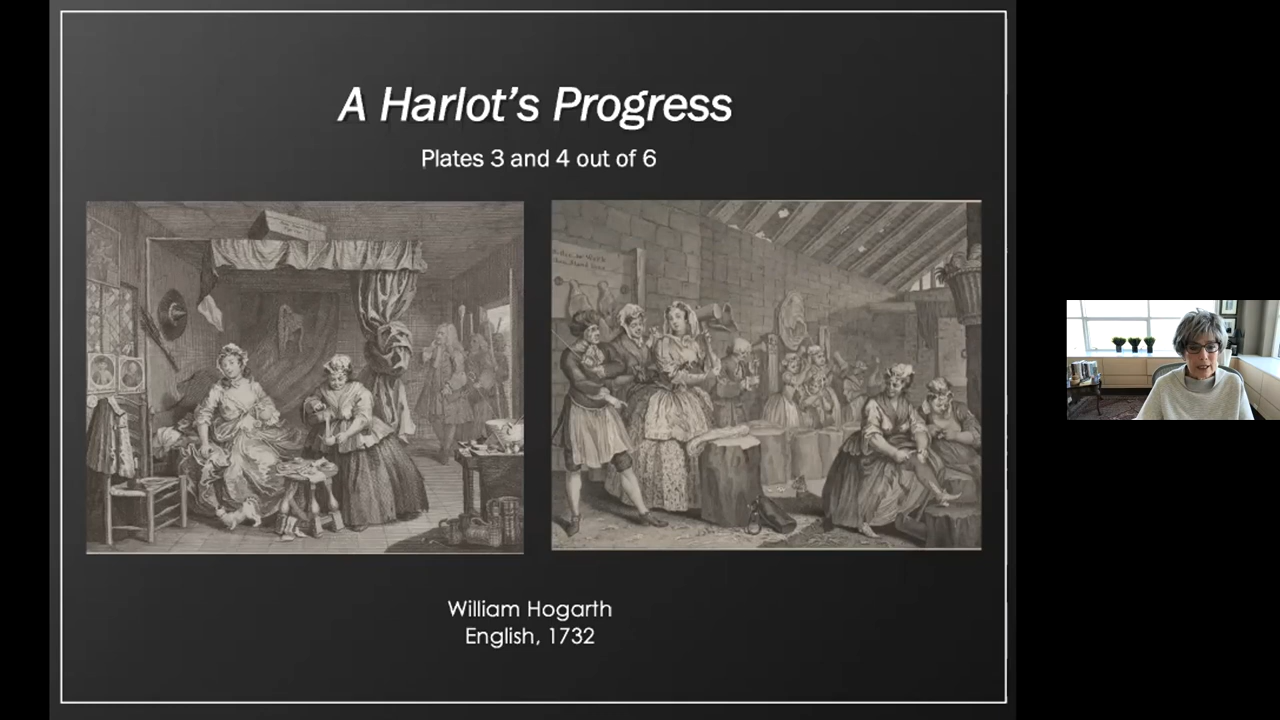 A Harlot's Progress
Plates 3 and 4 out of 6
William Hogarth
English, 1732